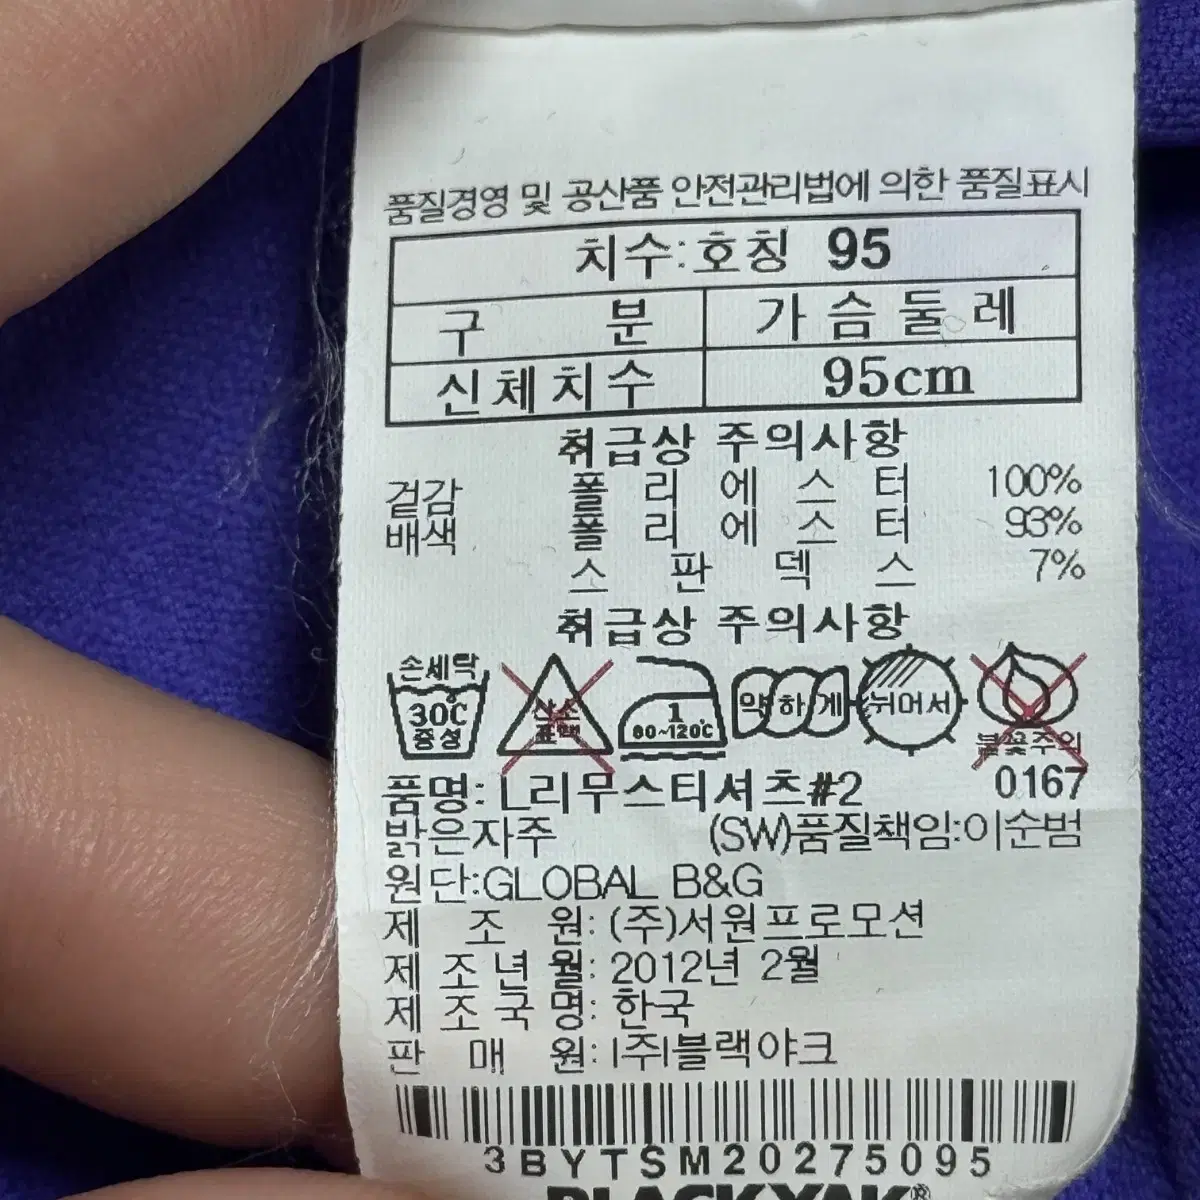 품질경영 및 공산품 안전관리법에 의한 품질표시
치수:호칭 95
구 분 가슴둘레
신체치수 95cm
취급상 주의사항
겉감 폴리에스터 100%
배색 폴리에스터 93%
스판덱스 7%
취급상 주의사항
손세탁 30℃ 중성
산소 표백
1 80~120℃
약하게
뉘어서
불꽃주의
품명: L리무스티셔츠#2 0167
밝은자주 (SW)품질책임:이순범
원단:GLOBAL B&G
제 조 원: (주)서원프로모션
제조년월: 2012년 2월
제조국명: 한국
판 매 원: |주|블랙야크
3BYTSM20275095
BLACKYAK®